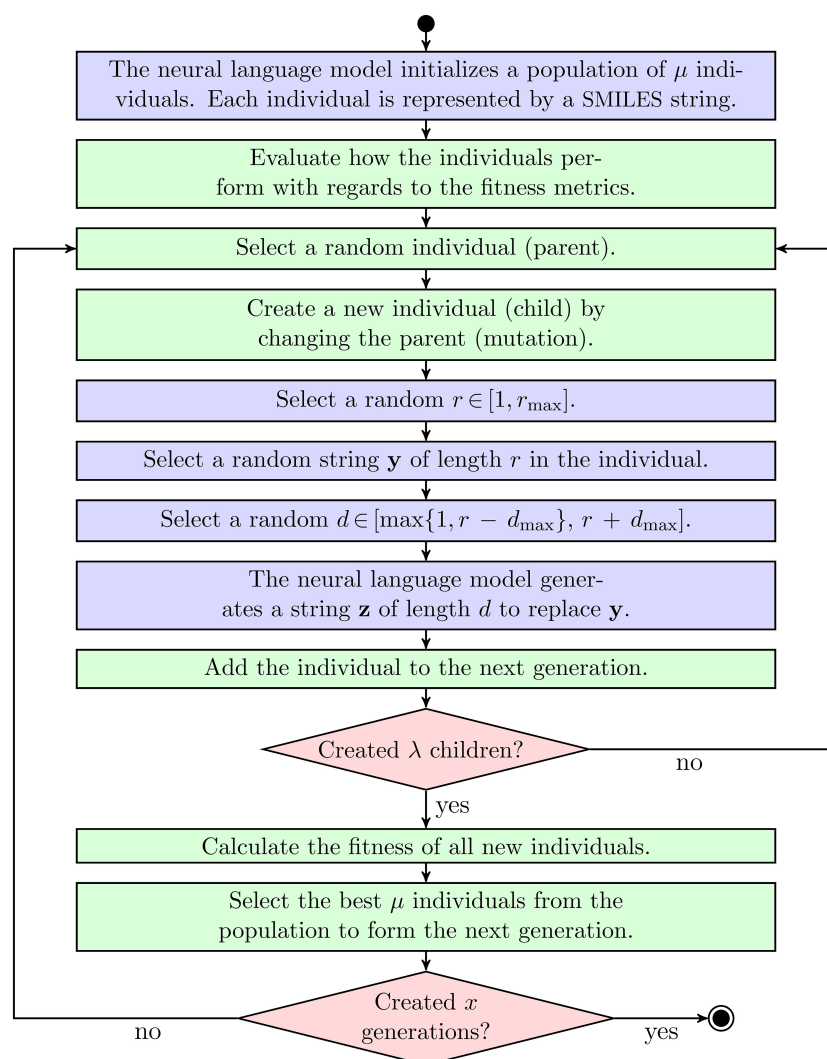 The neural language model initializes a population of μ indi-
viduals. Each individual is represented by a SMILES string.
Evaluate how the individuals per-
form with regards to the fitness metrics.
Select a random individual (parent).
Create a new individual (child) by
changing the parent (mutation).
Select a random r ∈ [1, r_max].
Select a random string y of length r in the individual.
Select a random d ∈ [max{1, r − d_max}, r + d_max].
The neural language model gener-
ates a string z of length d to replace y.
Add the individual to the next generation.
Created λ children?
no
yes
Calculate the fitness of all new individuals.
Select the best μ individuals from the
population to form the next generation.
Created x
generations?
no
yes